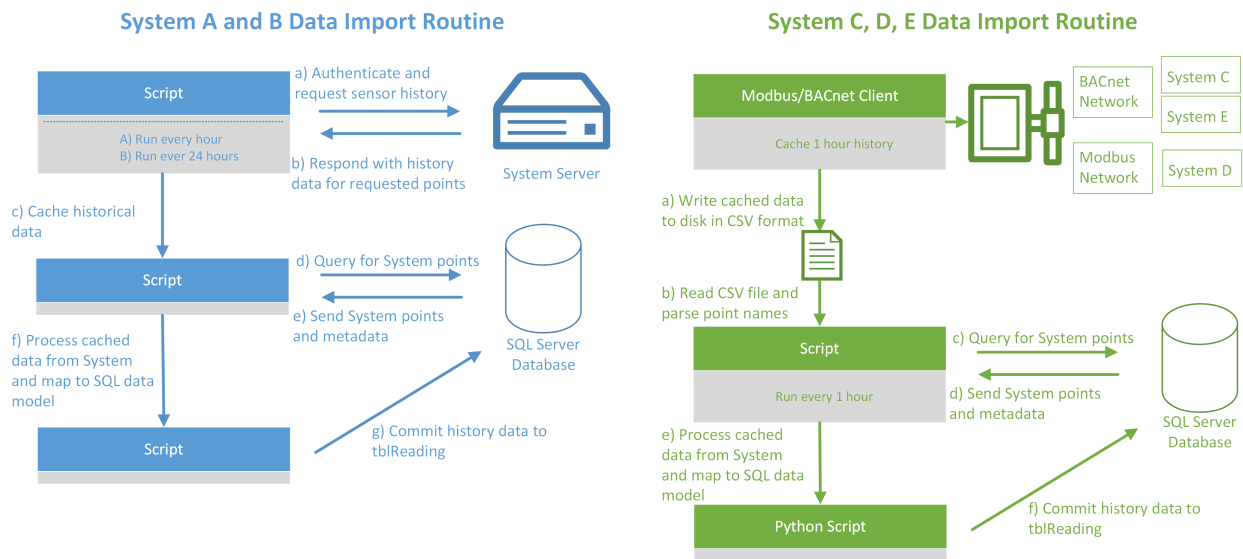 System A and B Data Import Routine
Script
A) Run every hour
B) Run ever 24 hours
a) Authenticate and
request sensor history
b) Respond with history
data for requested points
System Server
c) Cache historical
data
Script
d) Query for System points
e) Send System points
and metadata
SQL Server
Database
f) Process cached
data from System
and map to SQL data
model
Script
g) Commit history data to
tblReading
System C, D, E Data Import Routine
Modbus/BACnet Client
Cache 1 hour history
BACnet
Network
System C
System E
Modbus
Network
System D
a) Write cached data
to disk in CSV format
b) Read CSV file and
parse point names
Script
Run every 1 hour
c) Query for System points
d) Send System points
and metadata
SQL Server
Database
e) Process cached
data from System
and map to SQL data
model
Python Script
f) Commit history data to
tblReading